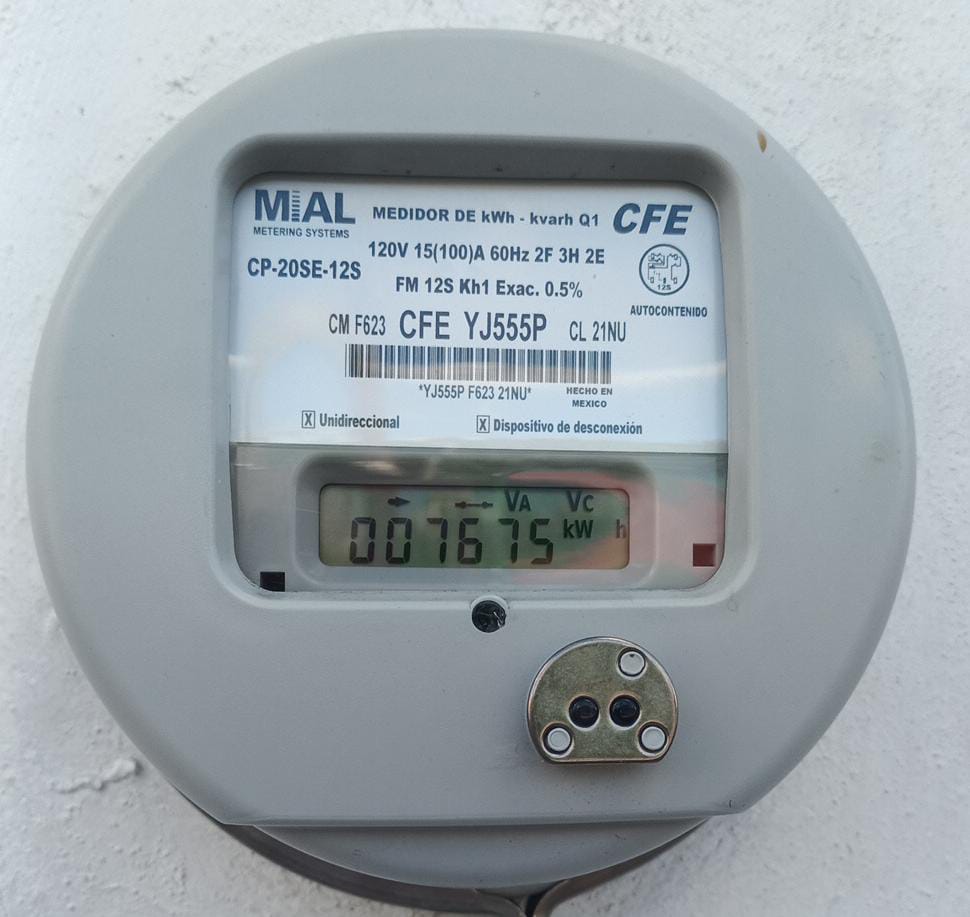 MIAL
METERING SYSTEMS
MEDIDOR DE kWh - kvarh Q1
CFE
120V 15(100)A 60Hz 2F 3H 2E
CP-20SE-12S
FM 12S Kh1 Exac. 0.5%
12S
AUTOCONTENIDO
CM F623 CFE YJ555P CL 21NU
*YJ555P F623 21NU*
HECHO EN
MEXICO
X Unidireccional
X Dispositivo de desconexión
VA VC
007675 kW h